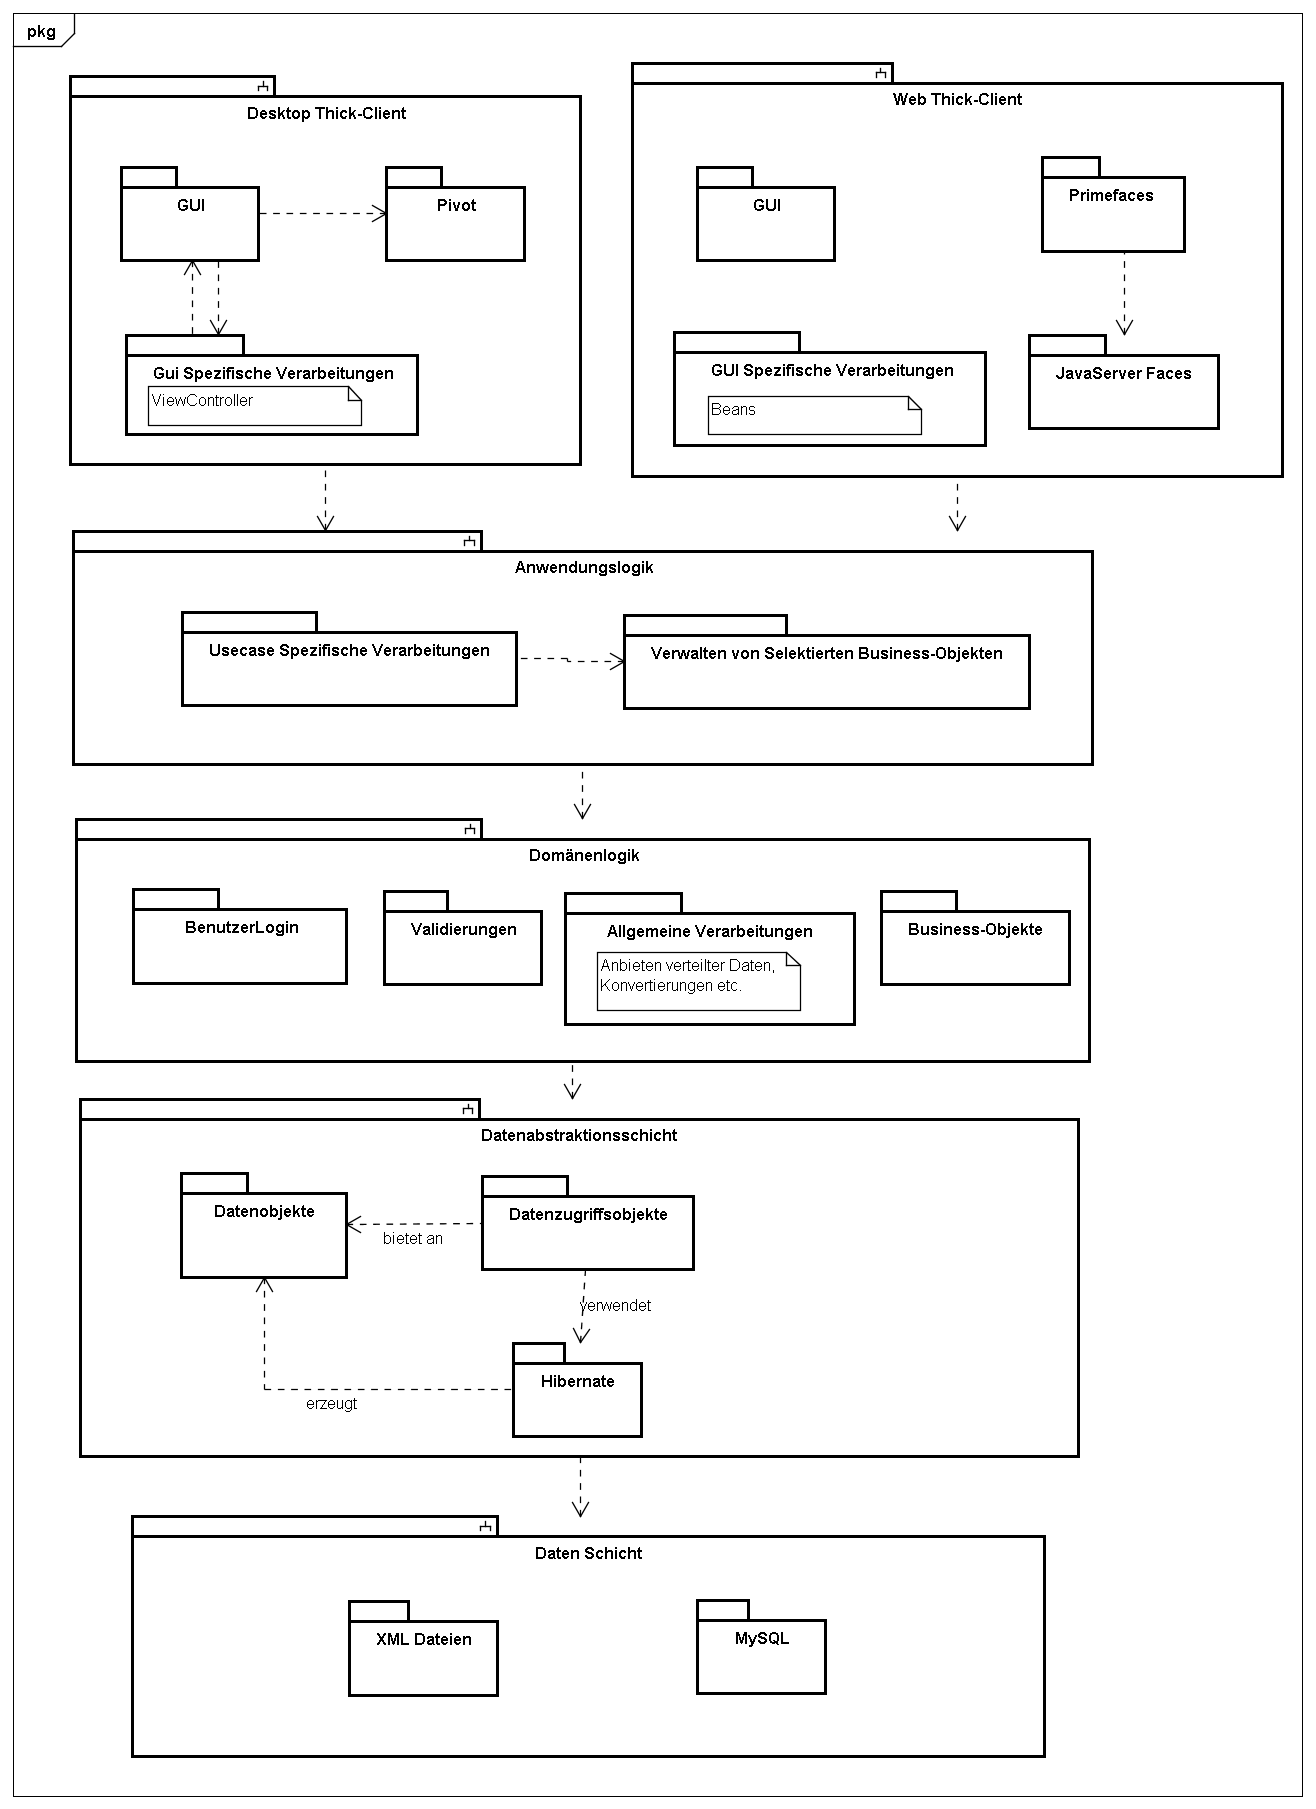 pkg
Desktop Thick-Client
GUI
Pivot
Gui Spezifische Verarbeitungen
ViewController
Web Thick-Client
GUI
Primefaces
GUI Spezifische Verarbeitungen
Beans
JavaServer Faces
Anwendungslogik
Usecase Spezifische Verarbeitungen
Verwalten von Selektierten Business-Objekten
Domänenlogik
BenutzerLogin
Validierungen
Allgemeine Verarbeitungen
Anbieten verteilter Daten,
Konvertierungen etc.
Business-Objekte
Datenabstraktionsschicht
Datenobjekte
Datenzugriffsobjekte
bietet an
verwendet
Hibernate
erzeugt
Daten Schicht
XML Dateien
MySQL